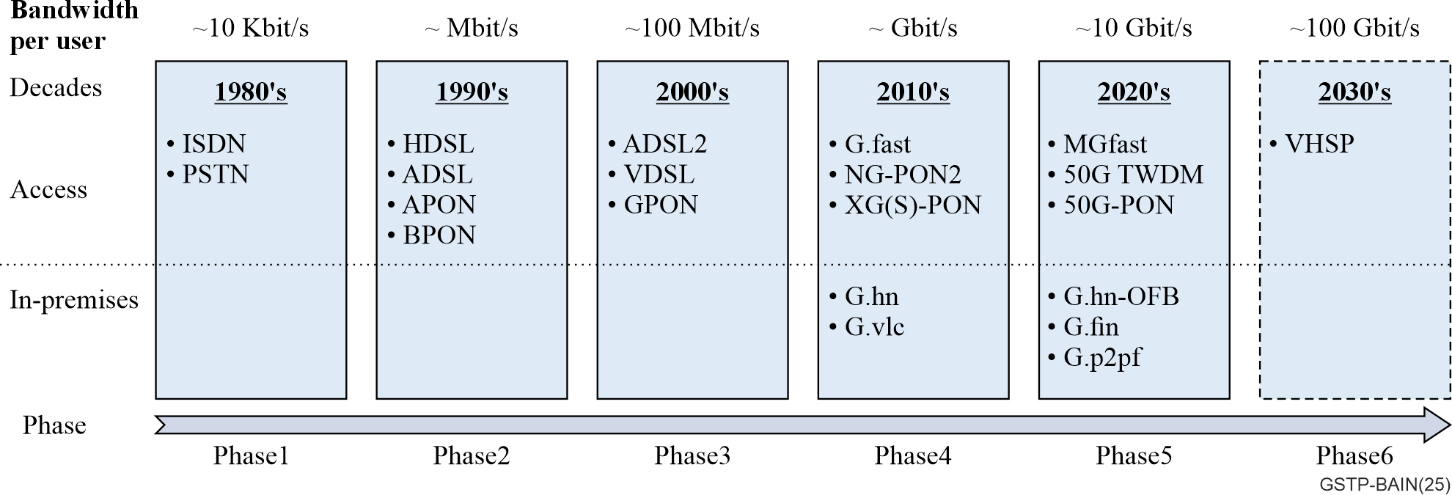 Bandwidth
per user
~10 Kbit/s
~ Mbit/s
~100 Mbit/s
~ Gbit/s
~10 Gbit/s
~100 Gbit/s
Decades
1980's
1990's
2000's
2010's
2020's
2030's
Access
• ISDN
• PSTN
• HDSL
• ADSL
• APON
• BPON
• ADSL2
• VDSL
• GPON
• G.fast
• NG-PON2
• XG(S)-PON
• MGfast
• 50G TWDM
• 50G-PON
• VHSP
In-premises
• G.hn
• G.vlc
• G.hn-OFB
• G.fin
• G.p2pf
Phase
Phase1
Phase2
Phase3
Phase4
Phase5
Phase6
GSTP-BAIN(25)